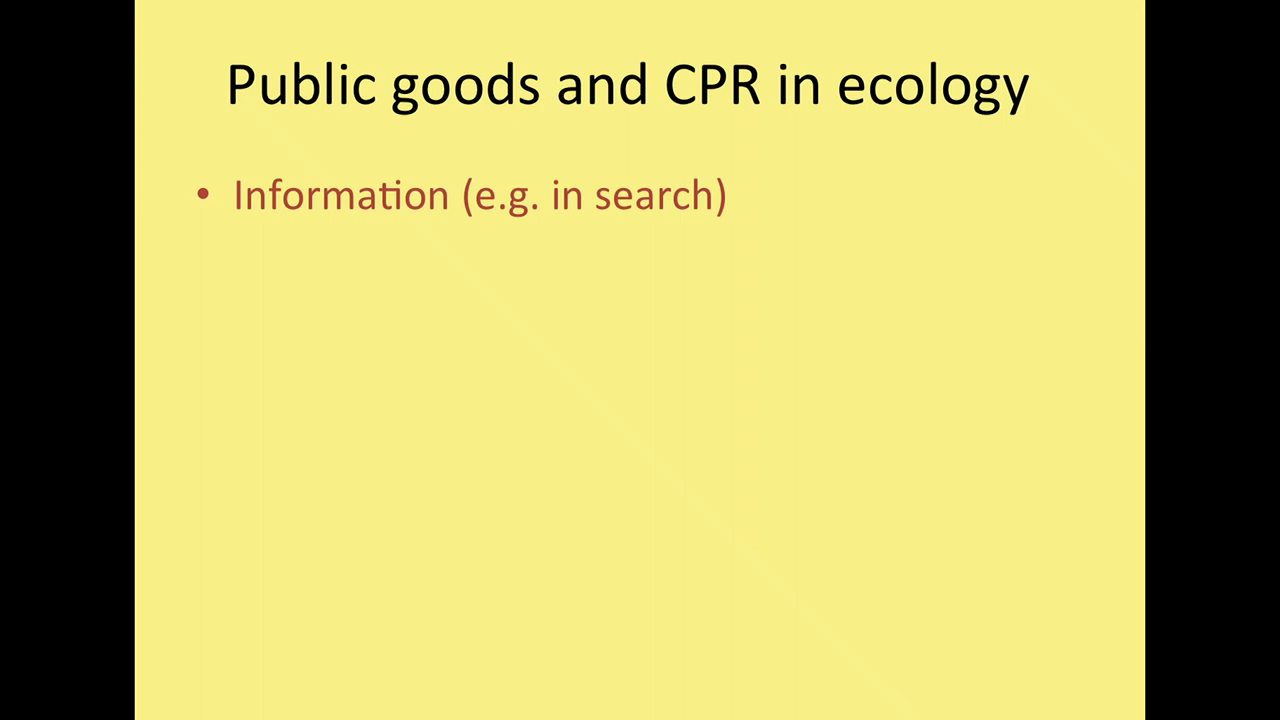 Public goods and CPR in ecology
• Information (e.g. in search)